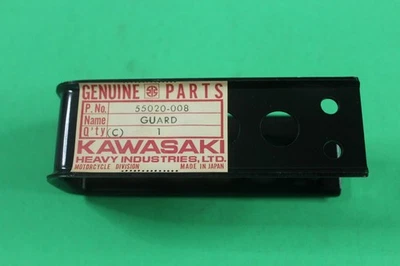 GENUINE PARTS
P. No. 55020-008
Name GUARD
Q'ty (C) 1
KAWASAKI
HEAVY INDUSTRIES, LTD.
MOTORCYCLE DIVISION MADE IN JAPAN